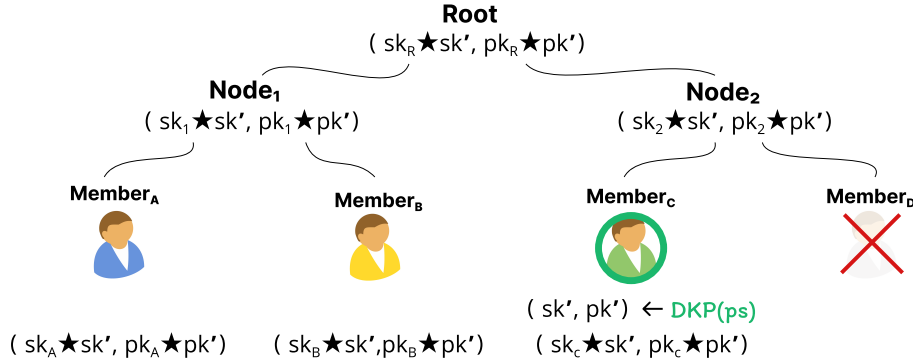 Root
( skR★sk’, pkR★pk’)
Node₁
( sk1★sk’, pk1★pk’)
Node₂
( sk2★sk’, pk2★pk’)
MemberA
MemberB
MemberC
MemberD
( sk’, pk’) ← DKP(ps)
( skA★sk’, pkA★pk’)
( skB★sk’,pkB★pk’)
( skc★sk’, pkc★pk’)